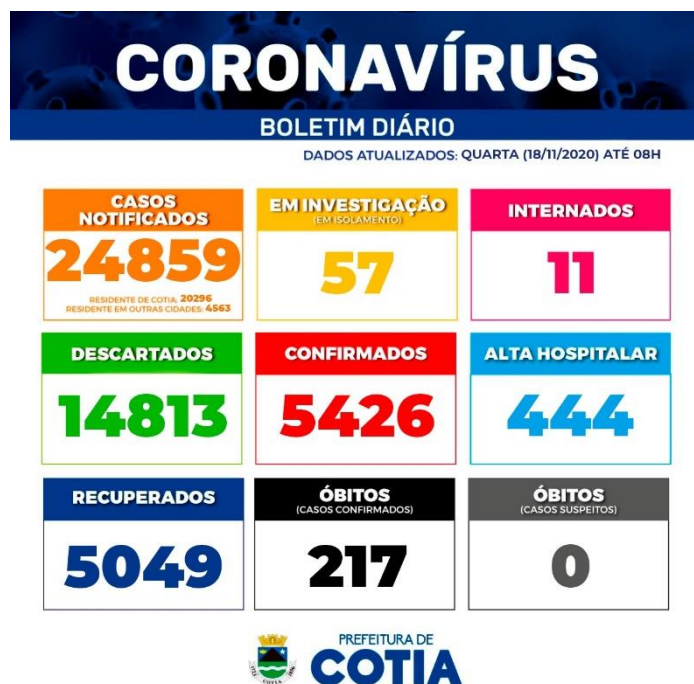 CORONAVÍRUS
BOLETIM DIÁRIO
DADOS ATUALIZADOS: QUARTA (18/11/2020) ATÉ 08H
CASOS
NOTIFICADOS
24859
RESIDENTE DE COTIA: 20296
RESIDENTE EM OUTRAS CIDADES: 4563
EM INVESTIGAÇÃO
(EM ISOLAMENTO)
57
INTERNADOS
11
DESCARTADOS
14813
CONFIRMADOS
5426
ALTA HOSPITALAR
444
RECUPERADOS
5049
ÓBITOS
(CASOS CONFIRMADOS)
217
ÓBITOS
(CASOS SUSPEITOS)
0
PREFEITURA DE
COTIA
COTIA